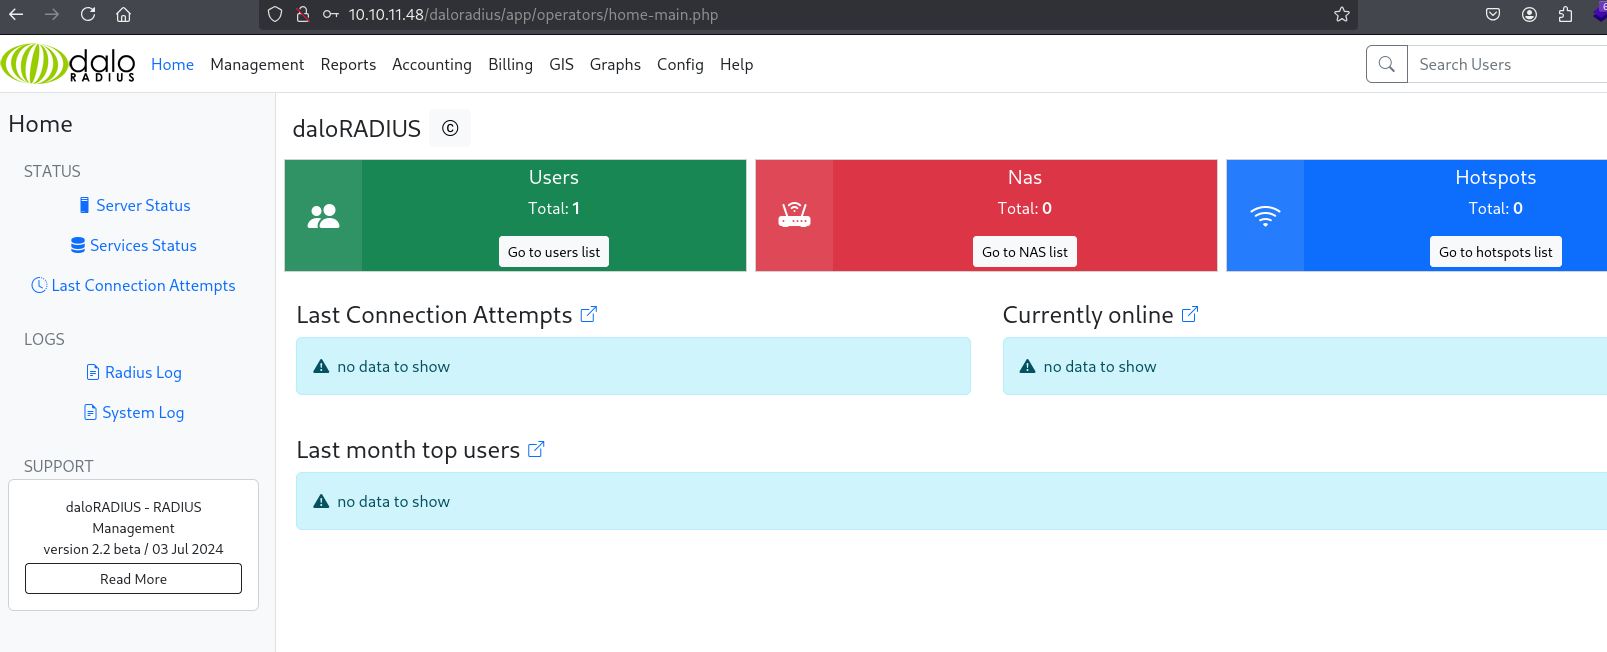 10.10.11.48/daloradius/app/operators/home-main.php
dalo RADIUS Home Management Reports Accounting Billing GIS Graphs Config Help Search Users
Home
STATUS
Server Status
Services Status
Last Connection Attempts
LOGS
Radius Log
System Log
SUPPORT
daloRADIUS - RADIUS
Management
version 2.2 beta / 03 Jul 2024
Read More
daloRADIUS ©
Users
Total: 1
Go to users list
Nas
Total: 0
Go to NAS list
Hotspots
Total: 0
Go to hotspots list
Last Connection Attempts
no data to show
Currently online
no data to show
Last month top users
no data to show